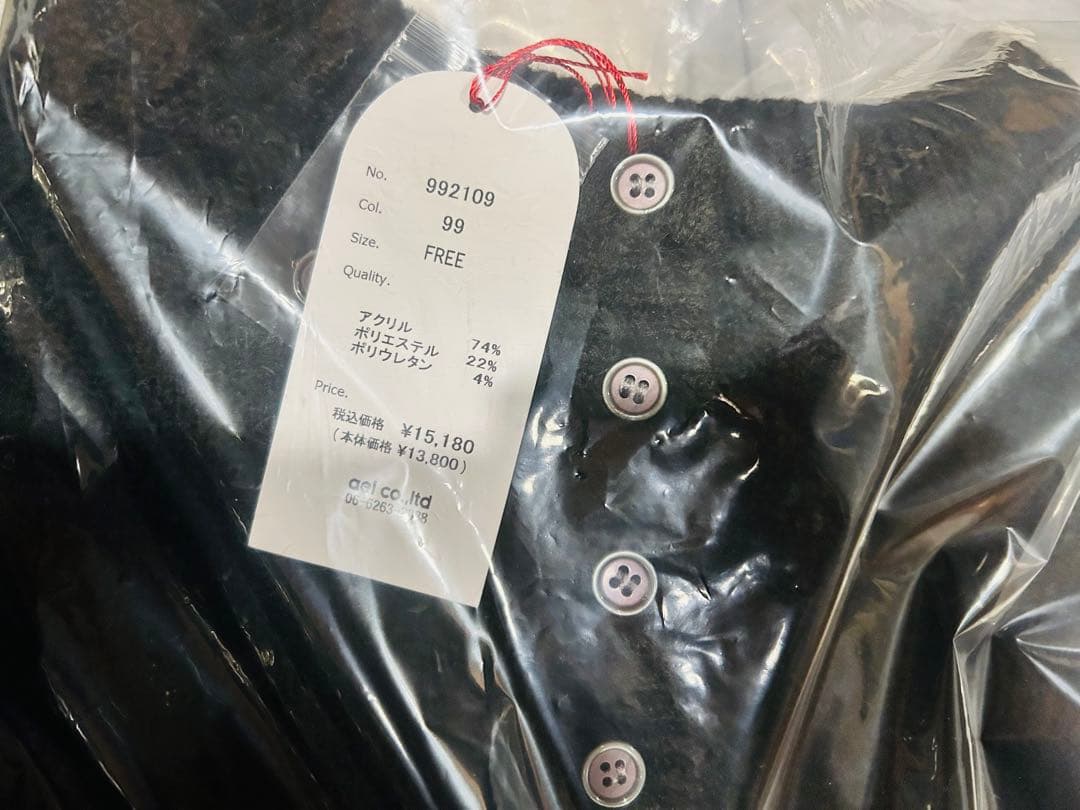 No. 992109
Col. 99
Size. FREE
Quality.
アクリル 74%
ポリエステル 22%
ポリウレタン 4%
Price.
税込価格 ¥15,180
(本体価格 ¥13,800)
co.,ltd
06-6263-